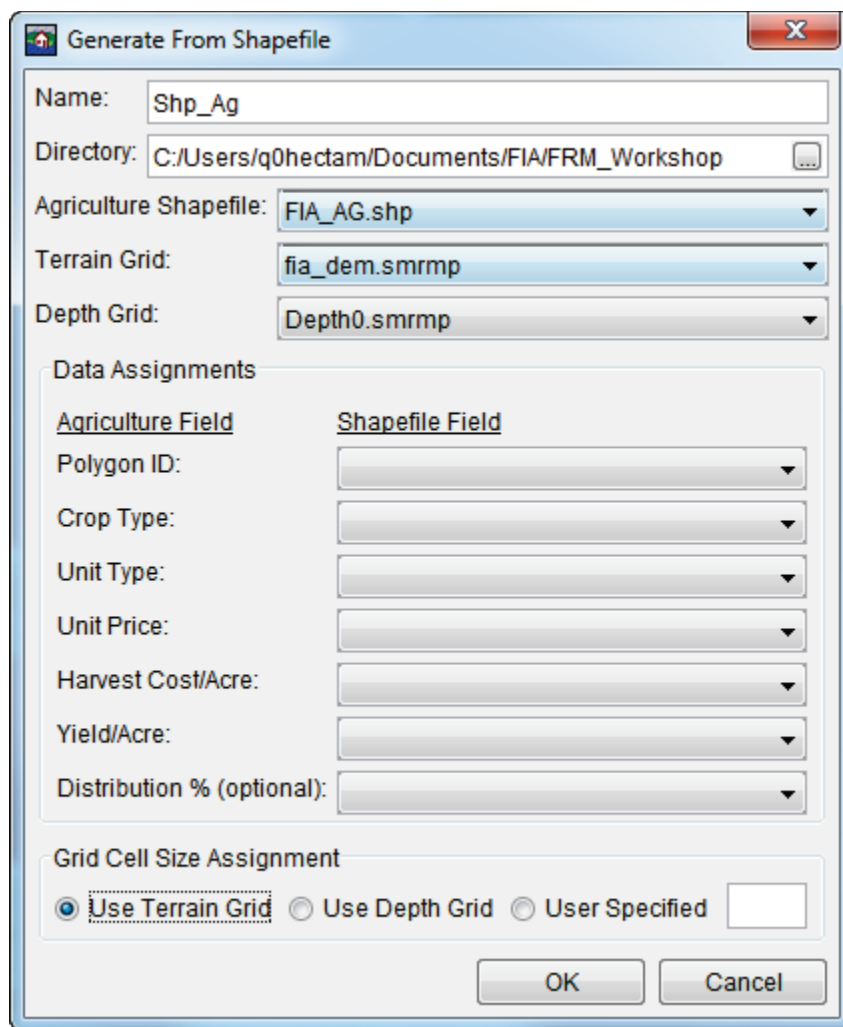 Generate From Shapefile
Name: Shp_Ag
Directory: C:/Users/q0hectam/Documents/FIA/FRM_Workshop ...
Agriculture Shapefile: FIA_AG.shp
Terrain Grid: fia_dem.smrmp
Depth Grid: Depth0.smrmp
Data Assignments
Agriculture Field Shapefile Field
Polygon ID:
Crop Type:
Unit Type:
Unit Price:
Harvest Cost/Acre:
Yield/Acre:
Distribution % (optional):
Grid Cell Size Assignment
Use Terrain Grid Use Depth Grid User Specified
OK Cancel